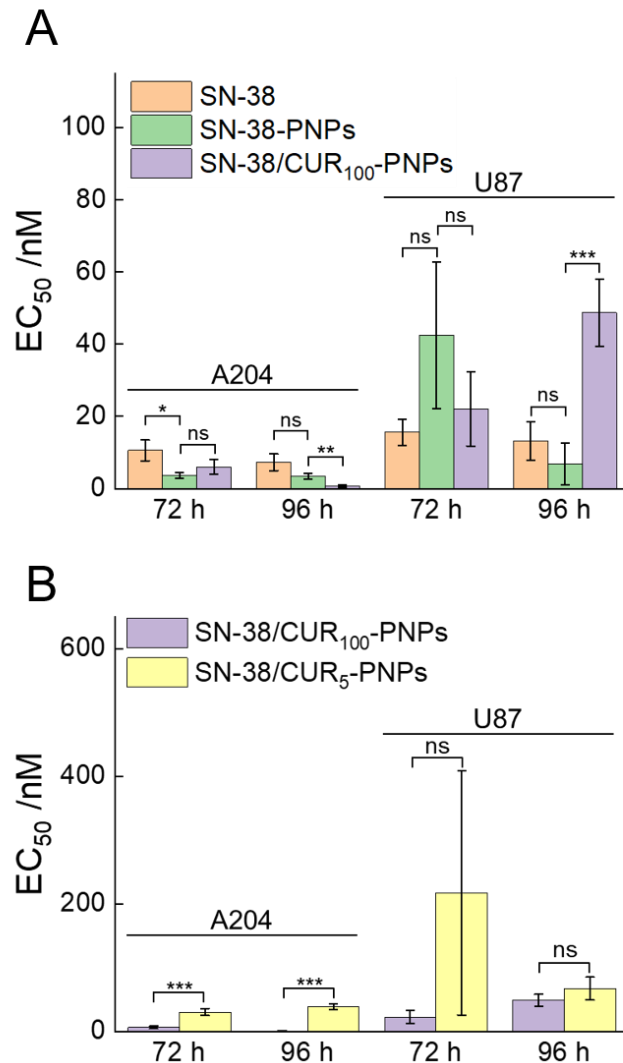 A
SN-38
SN-38-PNPs
SN-38/CUR₁₀₀-PNPs
EC₅₀ /nM
100
80
60
40
20
0
U87
ns
ns
***
ns
A204
*
ns
ns
**
72 h
96 h
72 h
96 h
B
SN-38/CUR₁₀₀-PNPs
SN-38/CUR₅-PNPs
EC₅₀ /nM
600
400
200
0
U87
ns
ns
A204
***
***
72 h
96 h
72 h
96 h